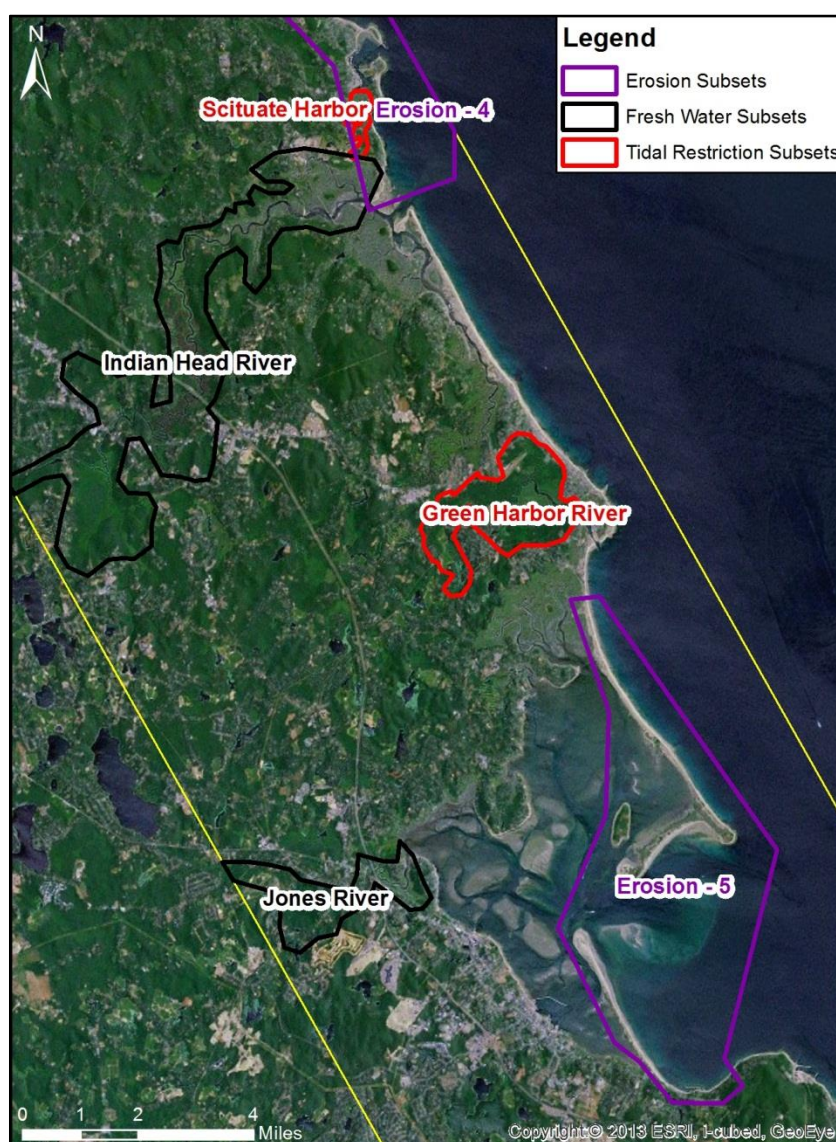 N
Legend
Erosion Subsets
Fresh Water Subsets
Tidal Restriction Subsets
Scituate Harbor
Erosion - 4
Indian Head River
Green Harbor River
Erosion - 5
Jones River
0 1 2 4
Miles
Copyright:© 2013 ESRI, i-cubed, GeoEye